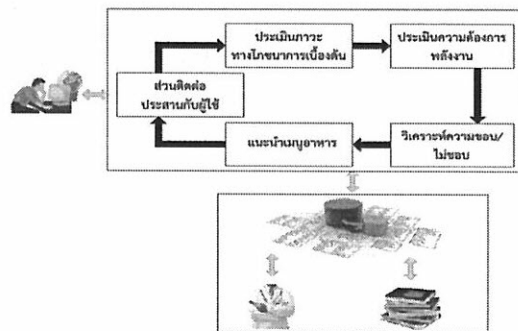 ประเมินภาวะ
ทางโภชนาการเบื้องต้น
ประเมินความต้องการ
พลังงาน
ส่วนติดต่อ
ประสานกับผู้ใช้
แนะนำเมนูอาหาร
วิเคราะห์ความชอบ/
ไม่ชอบ